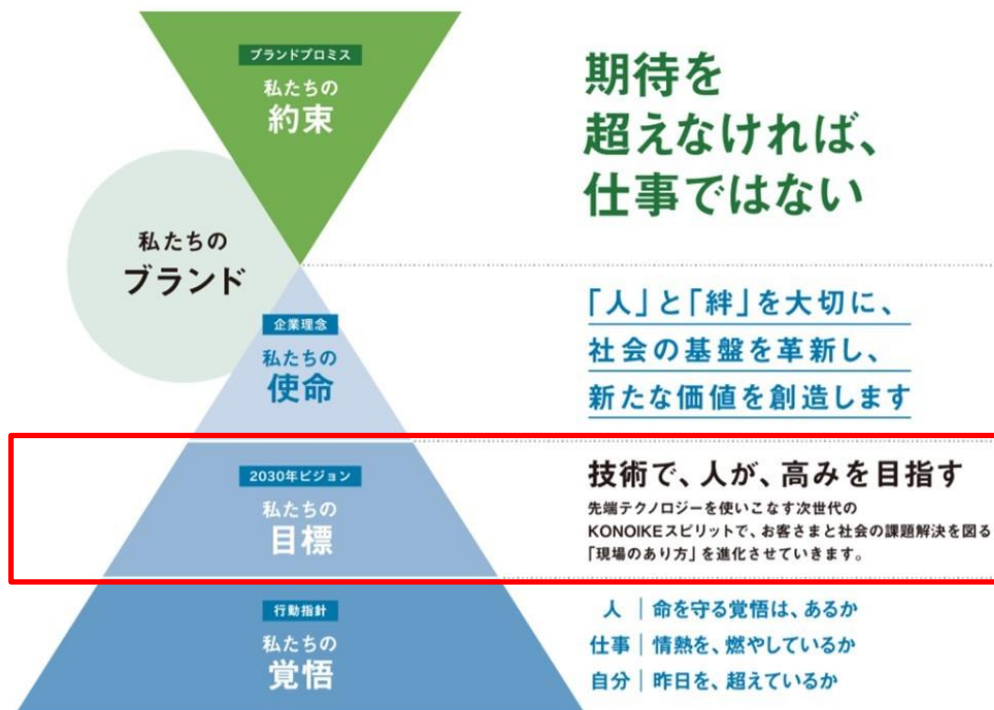 ブランドプロミス
私たちの
約束
期待を
超えなければ、
仕事ではない
私たちの
ブランド
企業理念
私たちの
使命
「人」と「絆」を大切に、
社会の基盤を革新し、
新たな価値を創造します
2030年ビジョン
私たちの
目標
技術で、人が、高みを目指す
先端テクノロジーを使いこなす次世代の
KONOIKEスピリットで、お客さまと社会の課題解決を図る
「現場のあり方」を進化させていきます。
行動指針
私たちの
覚悟
人｜命を守る覚悟は、あるか
仕事｜情熱を、燃やしているか
自分｜昨日を、超えているか